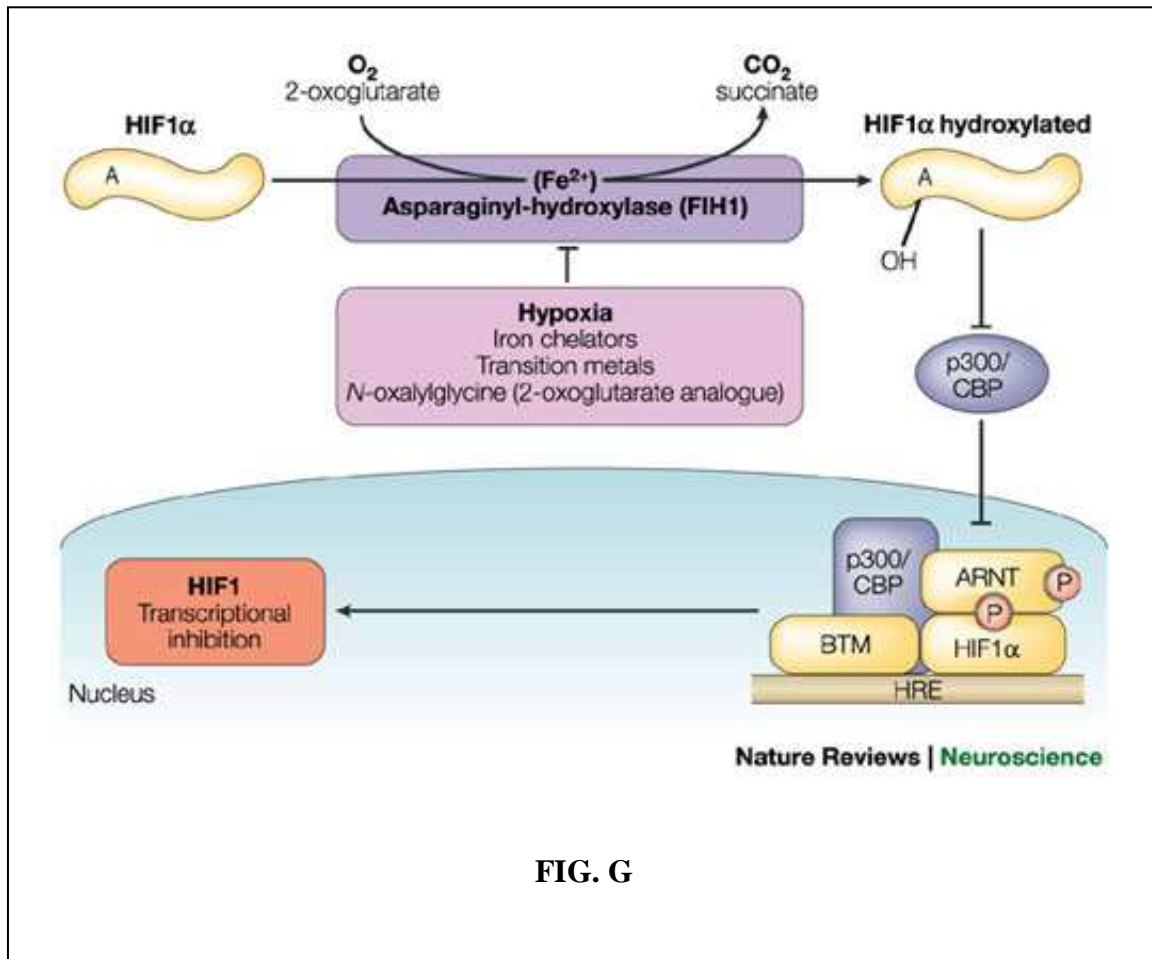 O₂
2-oxoglutarate
CO₂
succinate
HIF1α
HIF1α hydroxylated
A
A
(Fe²⁺)
Asparaginyl-hydroxylase (FIH1)
OH
Hypoxia
Iron chelators
Transition metals
N-oxalylglycine (2-oxoglutarate analogue)
p300/
CBP
p300/
CBP
ARNT
P
P
HIF1
Transcriptional
inhibition
BTM
HIF1α
HRE
Nucleus
Nature Reviews | Neuroscience
FIG. G